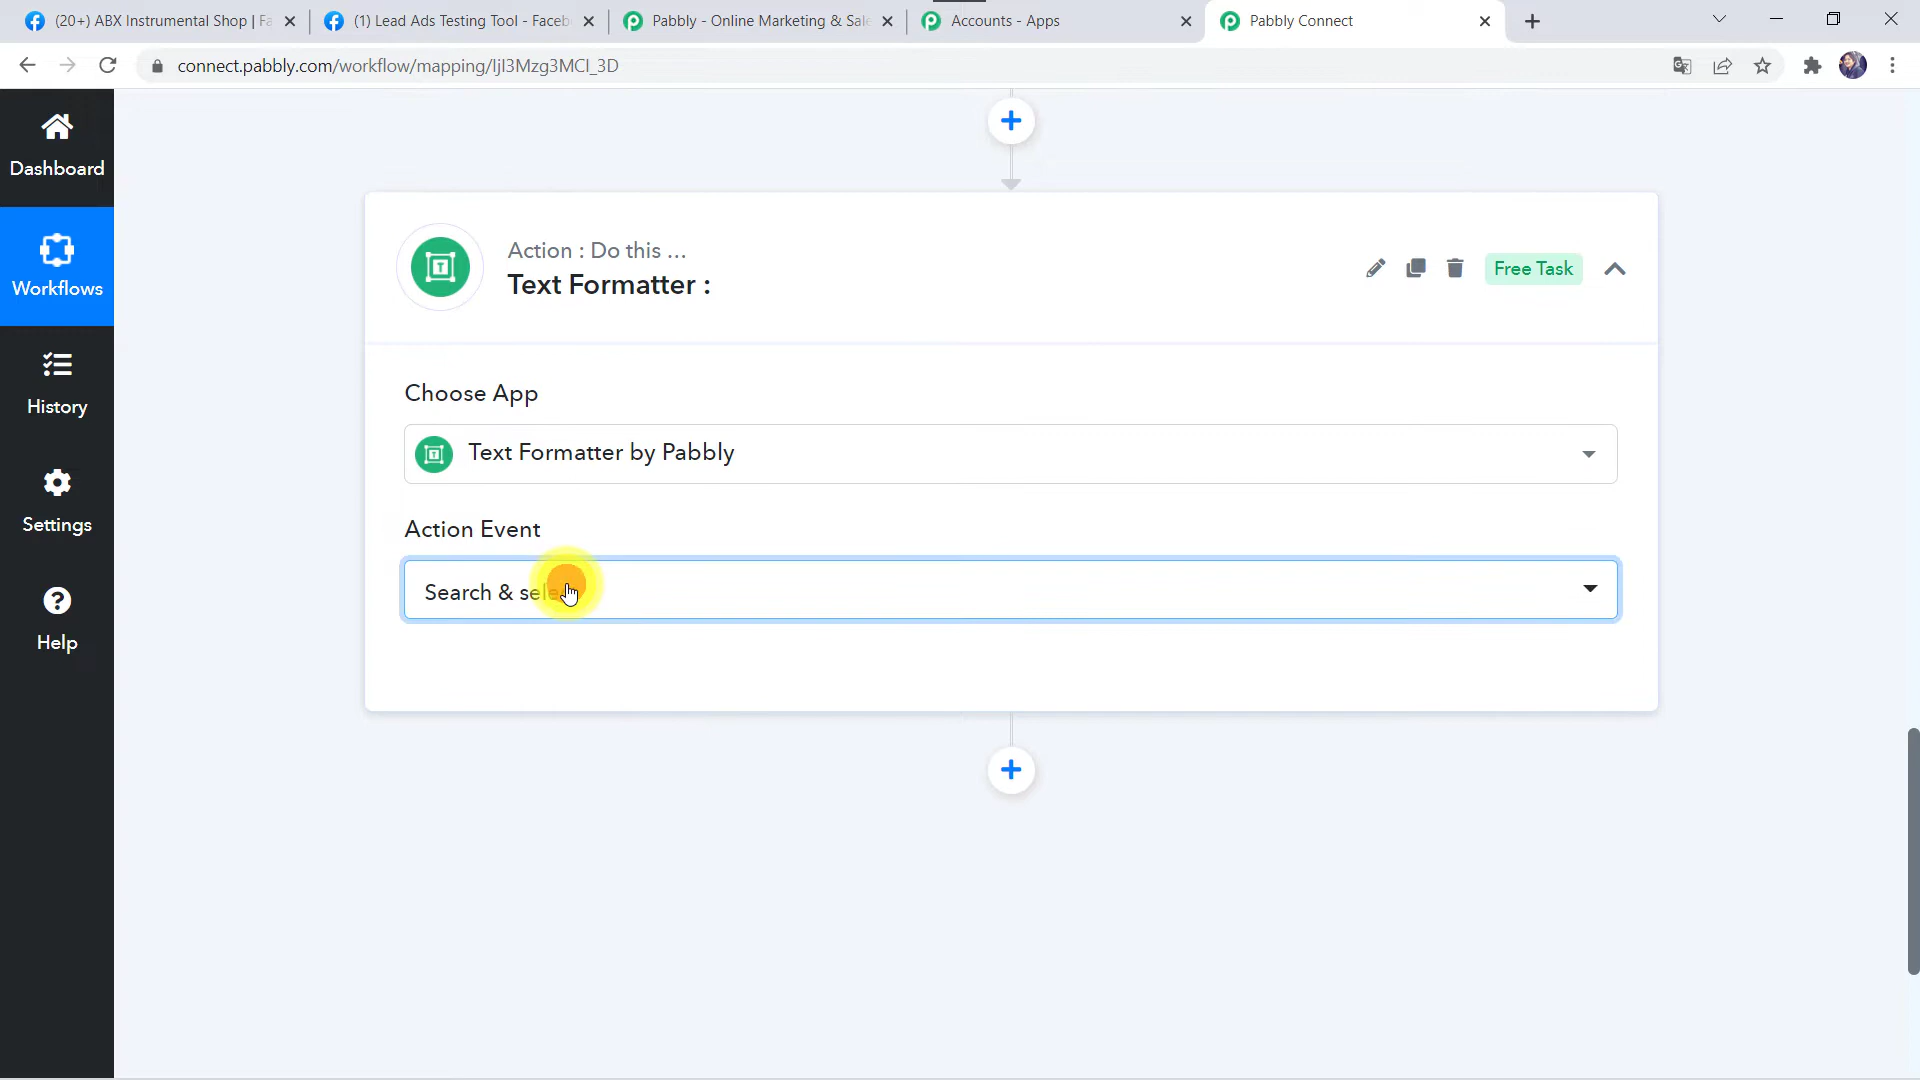 (20+) ABX Instrumental Shop | Fa
(1) Lead Ads Testing Tool - Faceb
Pabbly - Online Marketing & Sale
Accounts - Apps
Pabbly Connect
connect.pabbly.com/workflow/mapping/IjI3Mzg3MCI_3D
Dashboard
Workflows
History
Settings
Help
Action : Do this ...
Text Formatter :
Free Task
Choose App
Text Formatter by Pabbly
Action Event
Search &